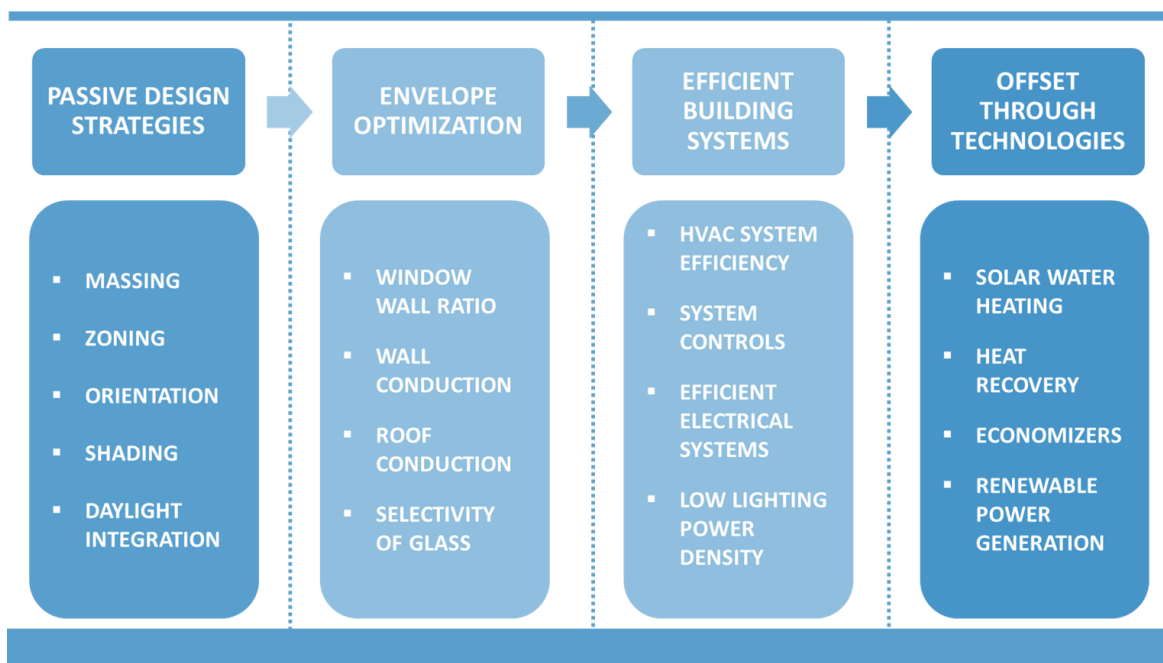 PASSIVE DESIGN
STRATEGIES
ENVELOPE
OPTIMIZATION
EFFICIENT
BUILDING
SYSTEMS
OFFSET
THROUGH
TECHNOLOGIES
▪ MASSING
▪ ZONING
▪ ORIENTATION
▪ SHADING
▪ DAYLIGHT
INTEGRATION
▪ WINDOW
WALL RATIO
▪ WALL
CONDUCTION
▪ ROOF
CONDUCTION
▪ SELECTIVITY
OF GLASS
▪ HVAC SYSTEM
EFFICIENCY
▪ SYSTEM
CONTROLS
▪ EFFICIENT
ELECTRICAL
SYSTEMS
▪ LOW LIGHTING
POWER
DENSITY
▪ SOLAR WATER
HEATING
▪ HEAT
RECOVERY
▪ ECONOMIZERS
▪ RENEWABLE
POWER
GENERATION